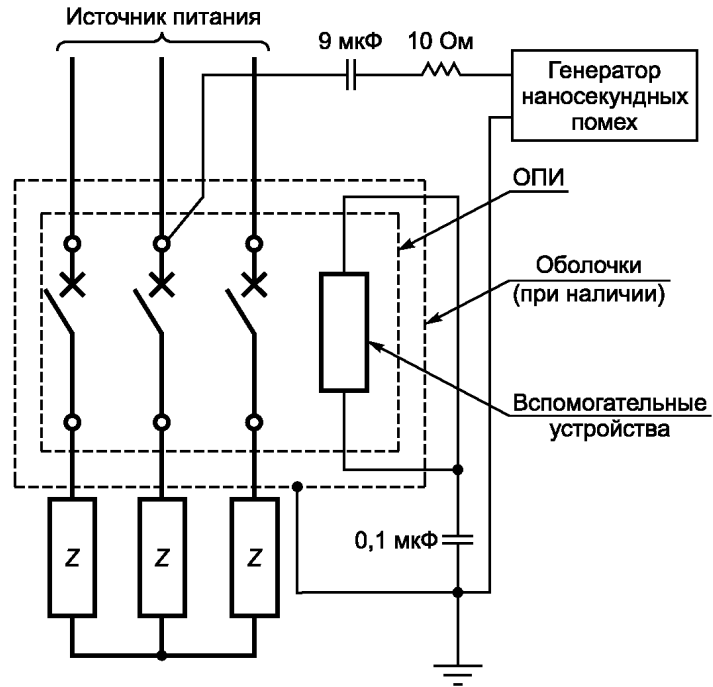 Источник питания
9 мкФ
10 Ом
Генератор
наносекундных
помех
ОПИ
Оболочки
(при наличии)
Вспомогательные
устройства
0,1 мкФ
Z
Z
Z